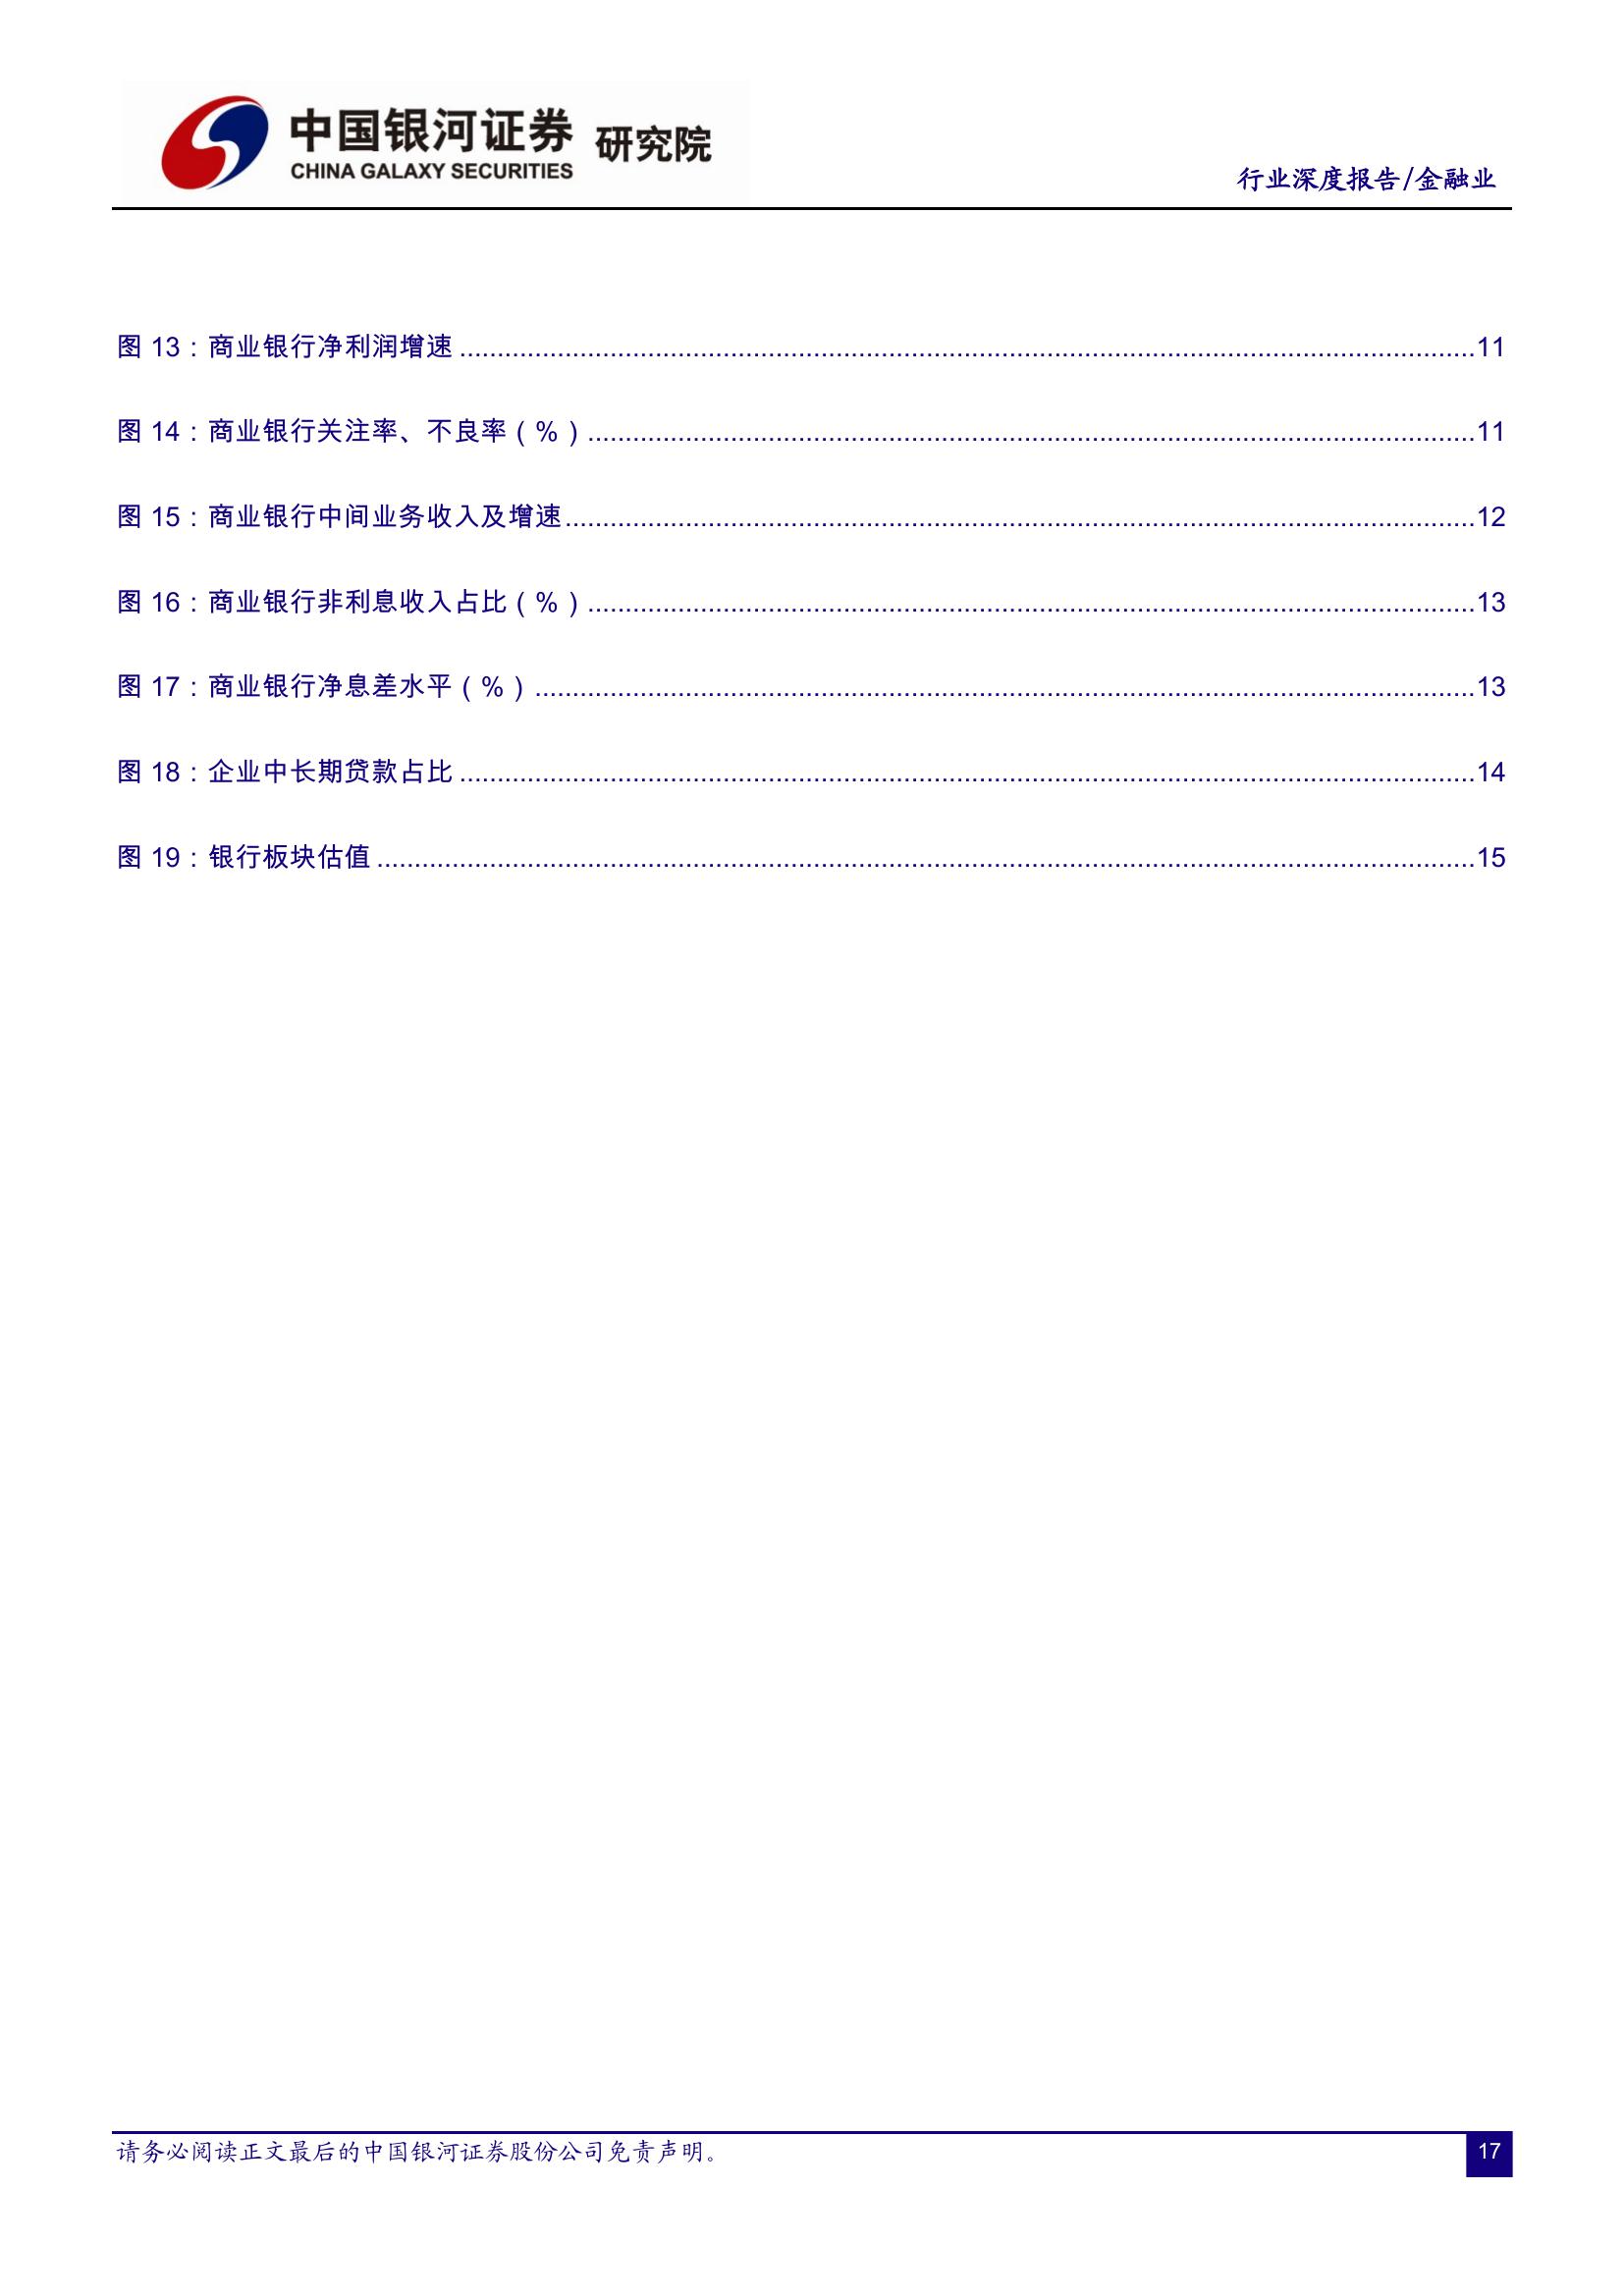 中国银河证券 研究院
CHINA GALAXY SECURITIES
行业深度报告/金融业
图 13：商业银行净利润增速 ........................................ 11
图 14：商业银行关注率、不良率（%） ........................................ 11
图 15：商业银行中间业务收入及增速 ........................................ 12
图 16：商业银行非利息收入占比（%） ........................................ 13
图 17：商业银行净息差水平（%） ........................................ 13
图 18：企业中长期贷款占比 ........................................ 14
图 19：银行板块估值 ........................................ 15
请务必阅读正文最后的中国银河证券股份公司免责声明。
17